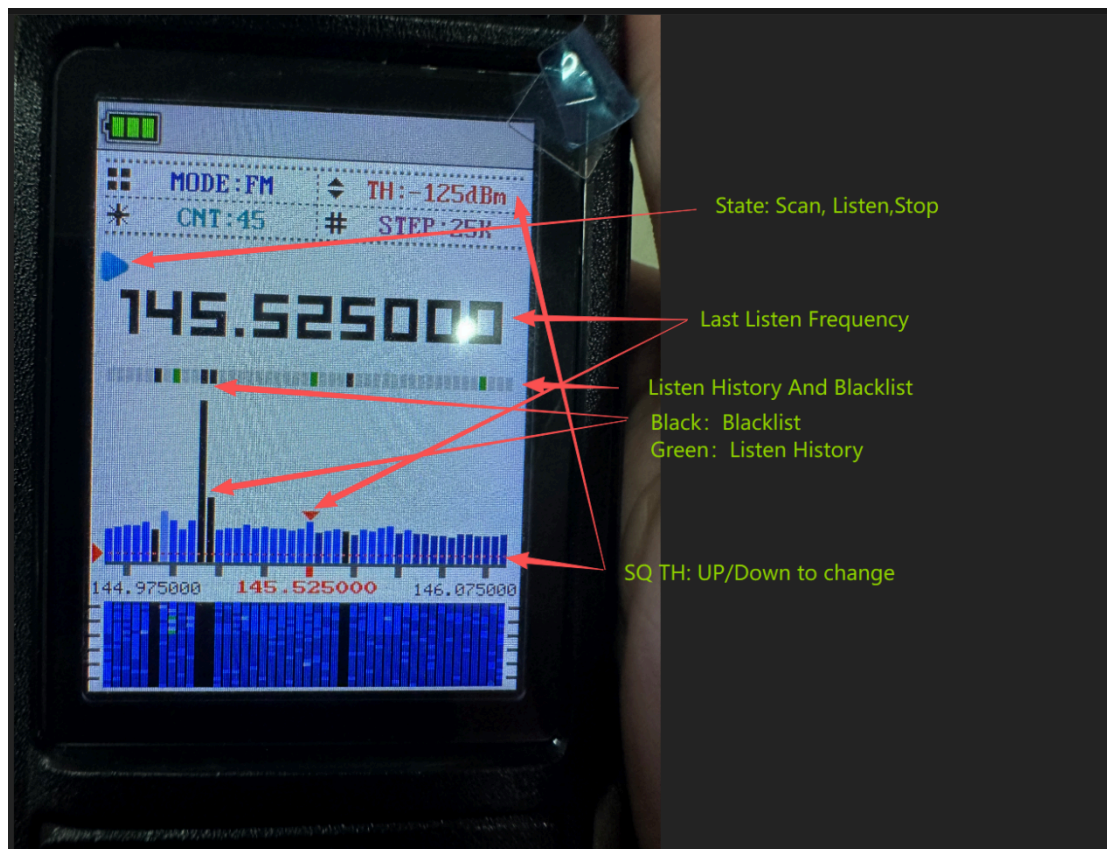 MODE:FM
TH:-125dBm
CNT:45
# STEP:25K
145.525000
144.975000 145.525000 146.075000
State: Scan, Listen,Stop
Last Listen Frequency
Listen History And Blacklist
Black: Blacklist
Green: Listen History
SQ TH: UP/Down to change